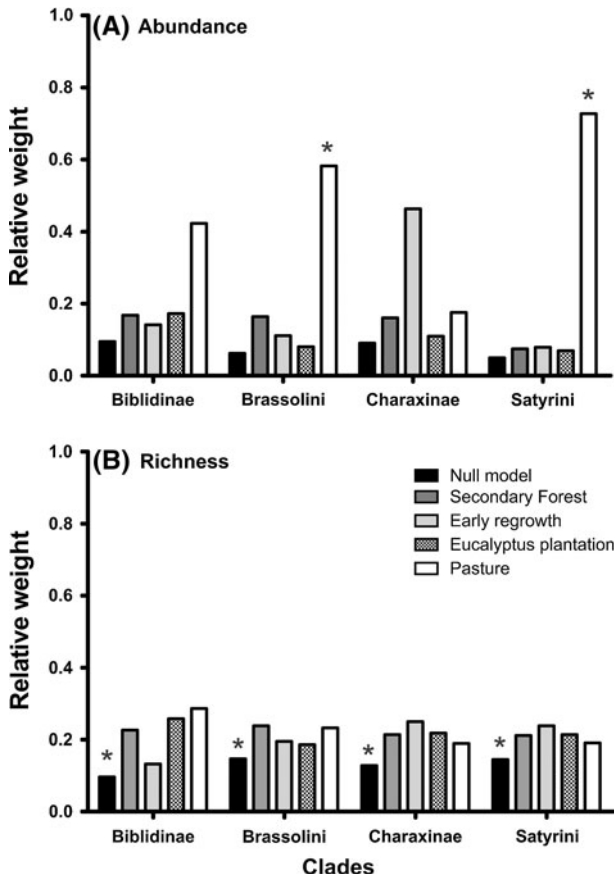 (A) Abundance
Relative weight
1.0
0.8
0.6
0.4
0.2
0.0
*
*
Biblidinae Brassolini Charaxinae Satyrini
(B) Richness
Relative weight
1.0
0.8
0.6
0.4
0.2
0.0
Null model
Secondary Forest
Early regrowth
Eucalyptus plantation
Pasture
* * * *
Biblidinae Brassolini Charaxinae Satyrini
Clades